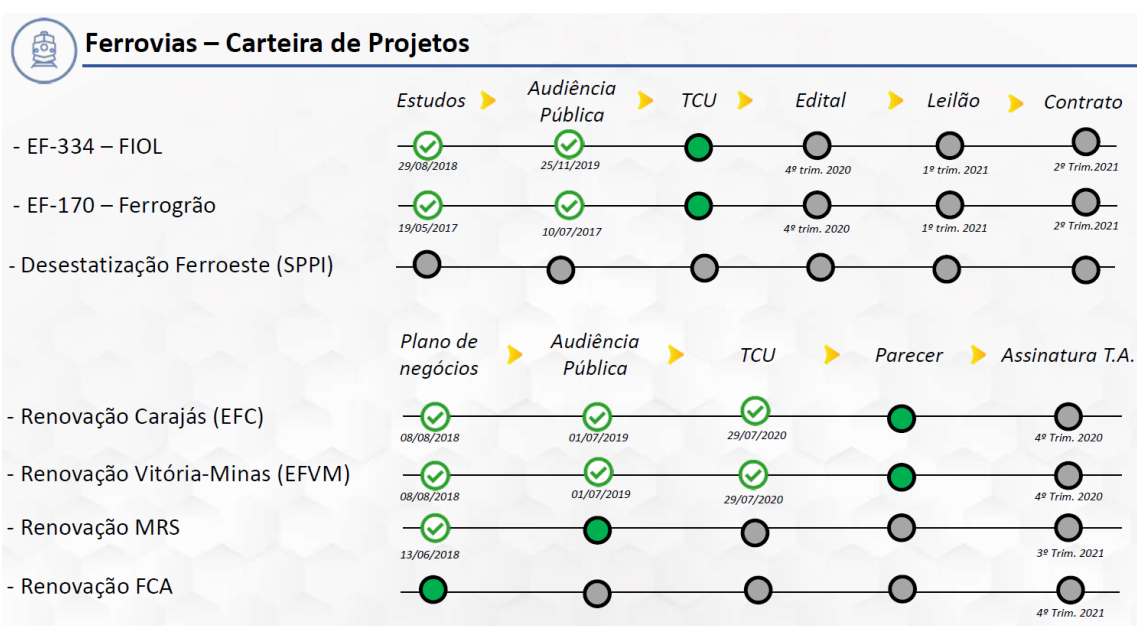 Ferrovias – Carteira de Projetos
Estudos
Audiência
Pública
TCU
Edital
Leilão
Contrato
- EF-334 – FIOL
29/08/2018
25/11/2019
4º trim. 2020
1º trim. 2021
2º Trim.2021
- EF-170 – Ferrogrão
19/05/2017
10/07/2017
4º trim. 2020
1º trim. 2021
2º Trim.2021
- Desestatização Ferroeste (SPPI)
Plano de
negócios
Audiência
Pública
TCU
Parecer
Assinatura T.A.
- Renovação Carajás (EFC)
08/08/2018
01/07/2019
29/07/2020
4º Trim. 2020
- Renovação Vitória-Minas (EFVM)
08/08/2018
01/07/2019
29/07/2020
4º Trim. 2020
- Renovação MRS
13/06/2018
3º Trim. 2021
- Renovação FCA
4º Trim. 2021